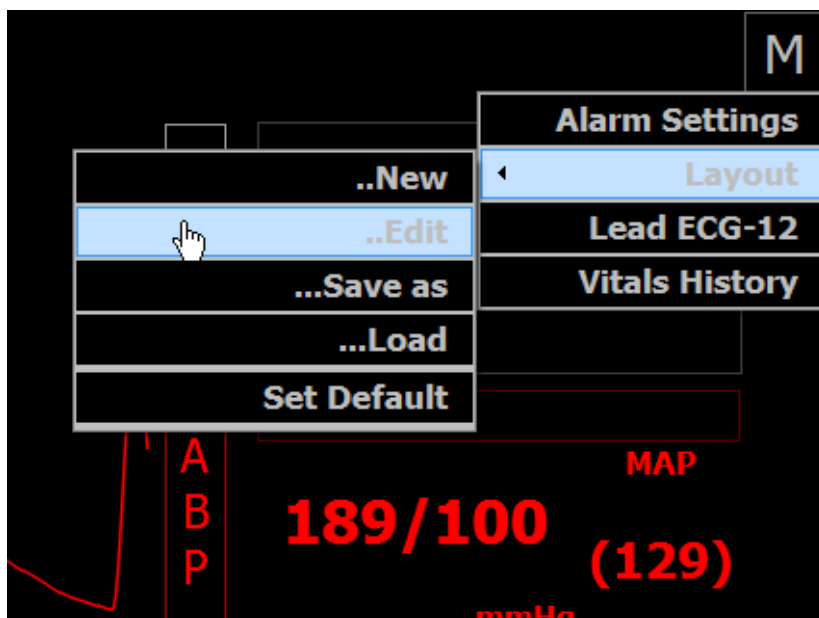 M
Alarm Settings
Layout
Lead ECG-12
Vitals History
..New
..Edit
...Save as
...Load
Set Default
A
B
P
MAP
189/100
(129)
mmHg